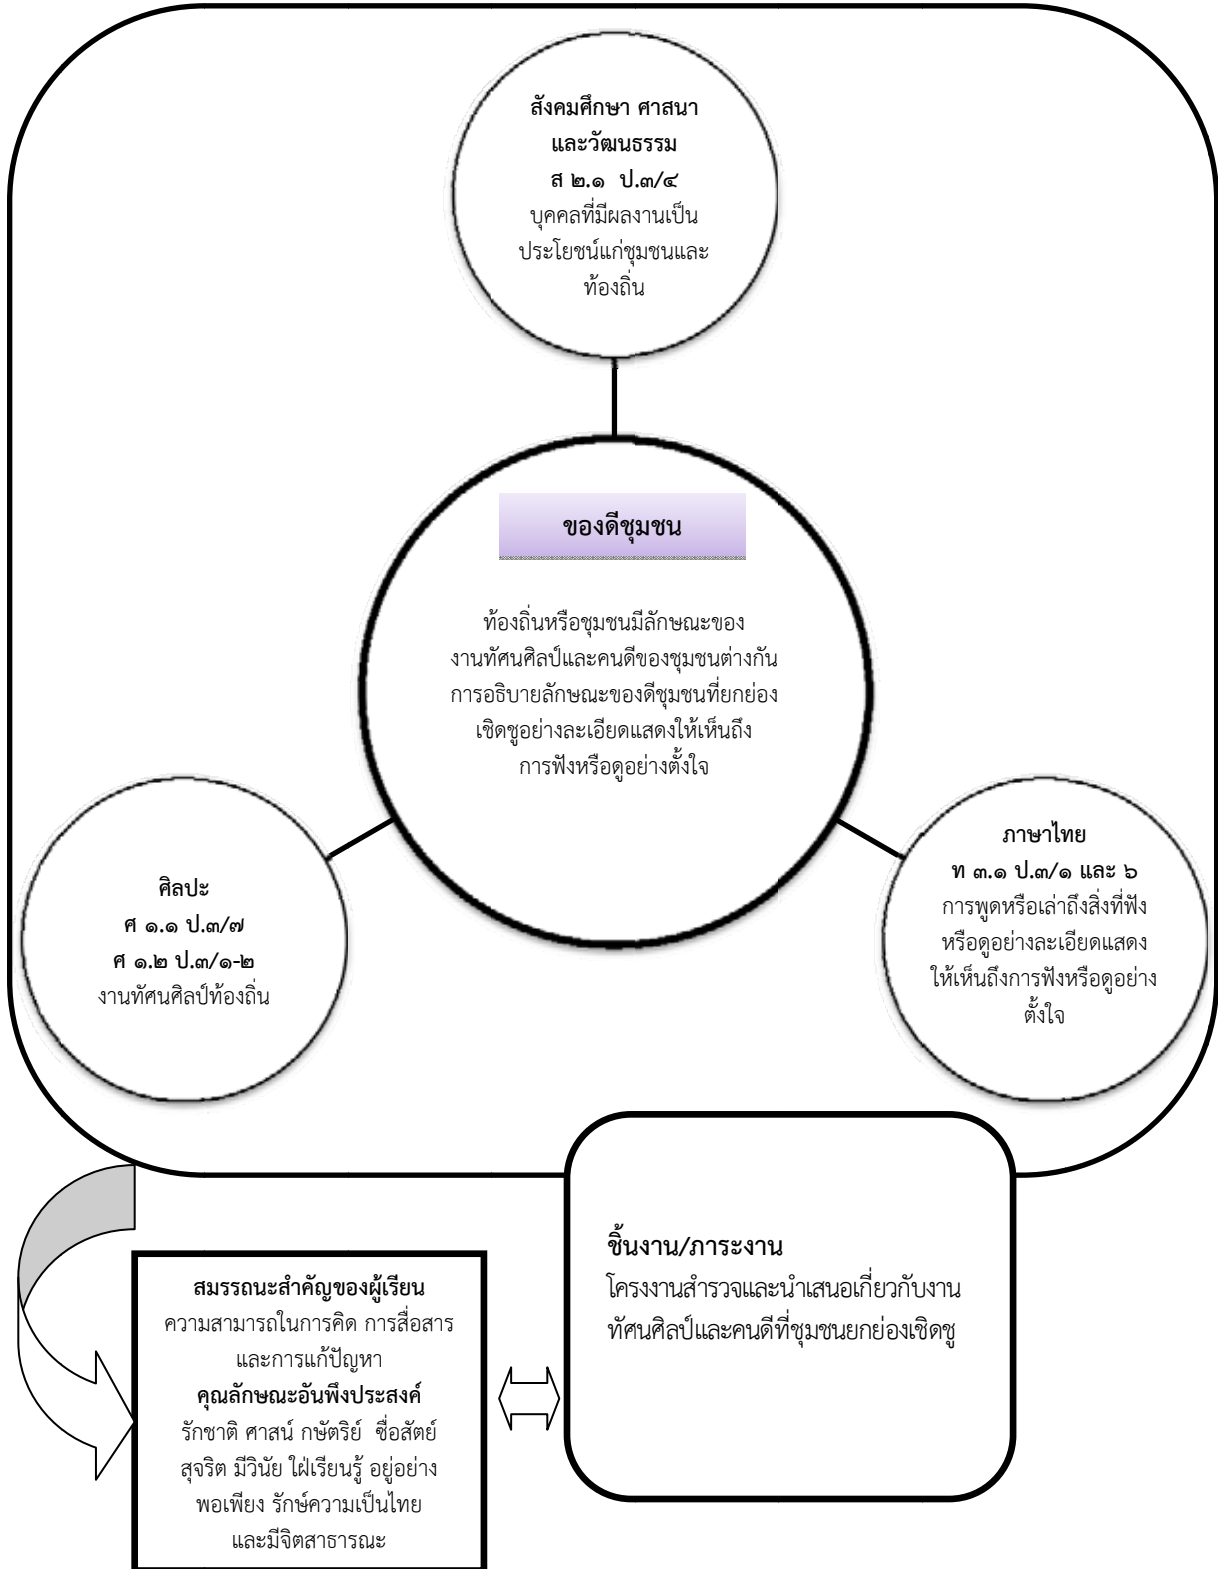 สังคมศึกษา ศาสนา
และวัฒนธรรม
ส ๒.๑  ป.๓/๔
บุคคลที่มีผลงานเป็น
ประโยชน์แก่ชุมชนและ
ท้องถิ่น
ของดีชุมชน
ท้องถิ่นหรือชุมชนมีลักษณะของ
งานทัศนศิลป์และคนดีของชุมชนต่างกัน
การอธิบายลักษณะของดีชุมชนที่ยกย่อง
เชิดชูอย่างละเอียดแสดงให้เห็นถึง
การฟังหรือดูอย่างตั้งใจ
ศิลปะ
ศ ๑.๑ ป.๓/๗
ศ ๑.๒ ป.๓/๑-๒
งานทัศนศิลป์ท้องถิ่น
ภาษาไทย
ท ๓.๑ ป.๓/๑ และ ๖
การพูดหรือเล่าถึงสิ่งที่ฟัง
หรือดูอย่างละเอียดแสดง
ให้เห็นถึงการฟังหรือดูอย่าง
ตั้งใจ
ชิ้นงาน/ภาระงาน
โครงงานสำรวจและนำเสนอเกี่ยวกับงาน
ทัศนศิลป์และคนดีที่ชุมชนยกย่องเชิดชู
สมรรถนะสำคัญของผู้เรียน
ความสามารถในการคิด การสื่อสาร
และการแก้ปัญหา
คุณลักษณะอันพึงประสงค์
รักชาติ ศาสน์ กษัตริย์  ซื่อสัตย์
สุจริต มีวินัย ใฝ่เรียนรู้ อยู่อย่าง
พอเพียง รักษ์ความเป็นไทย
และมีจิตสาธารณะ